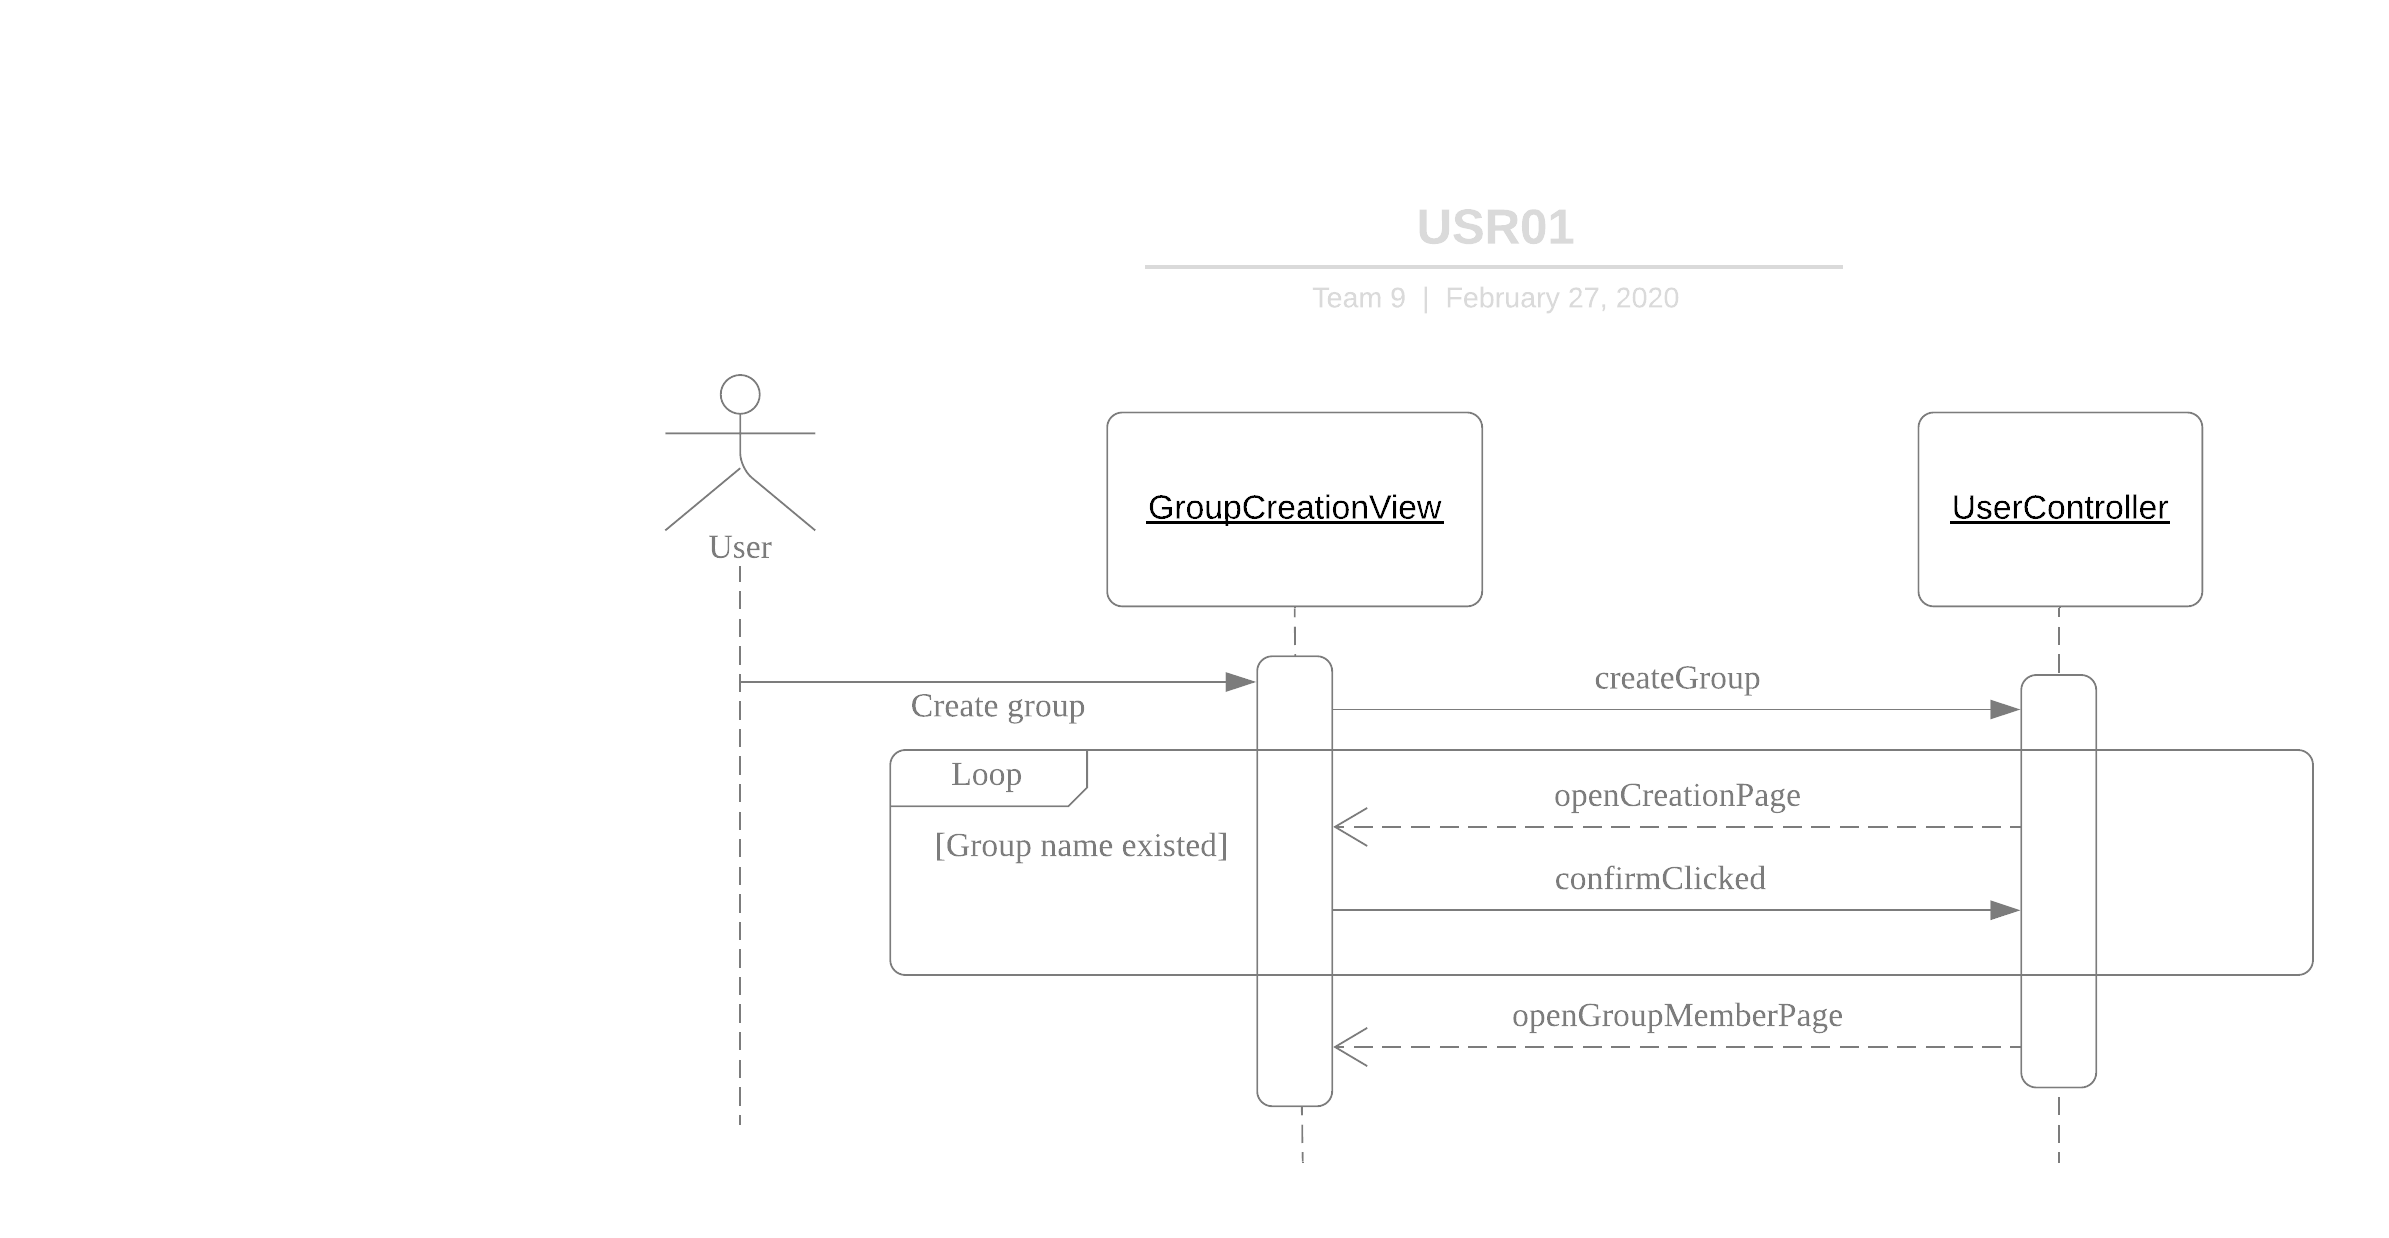 USR01
Team 9 | February 27, 2020
User
GroupCreationView
UserController
Create group
createGroup
Loop
openCreationPage
[Group name existed]
confirmClicked
openGroupMemberPage